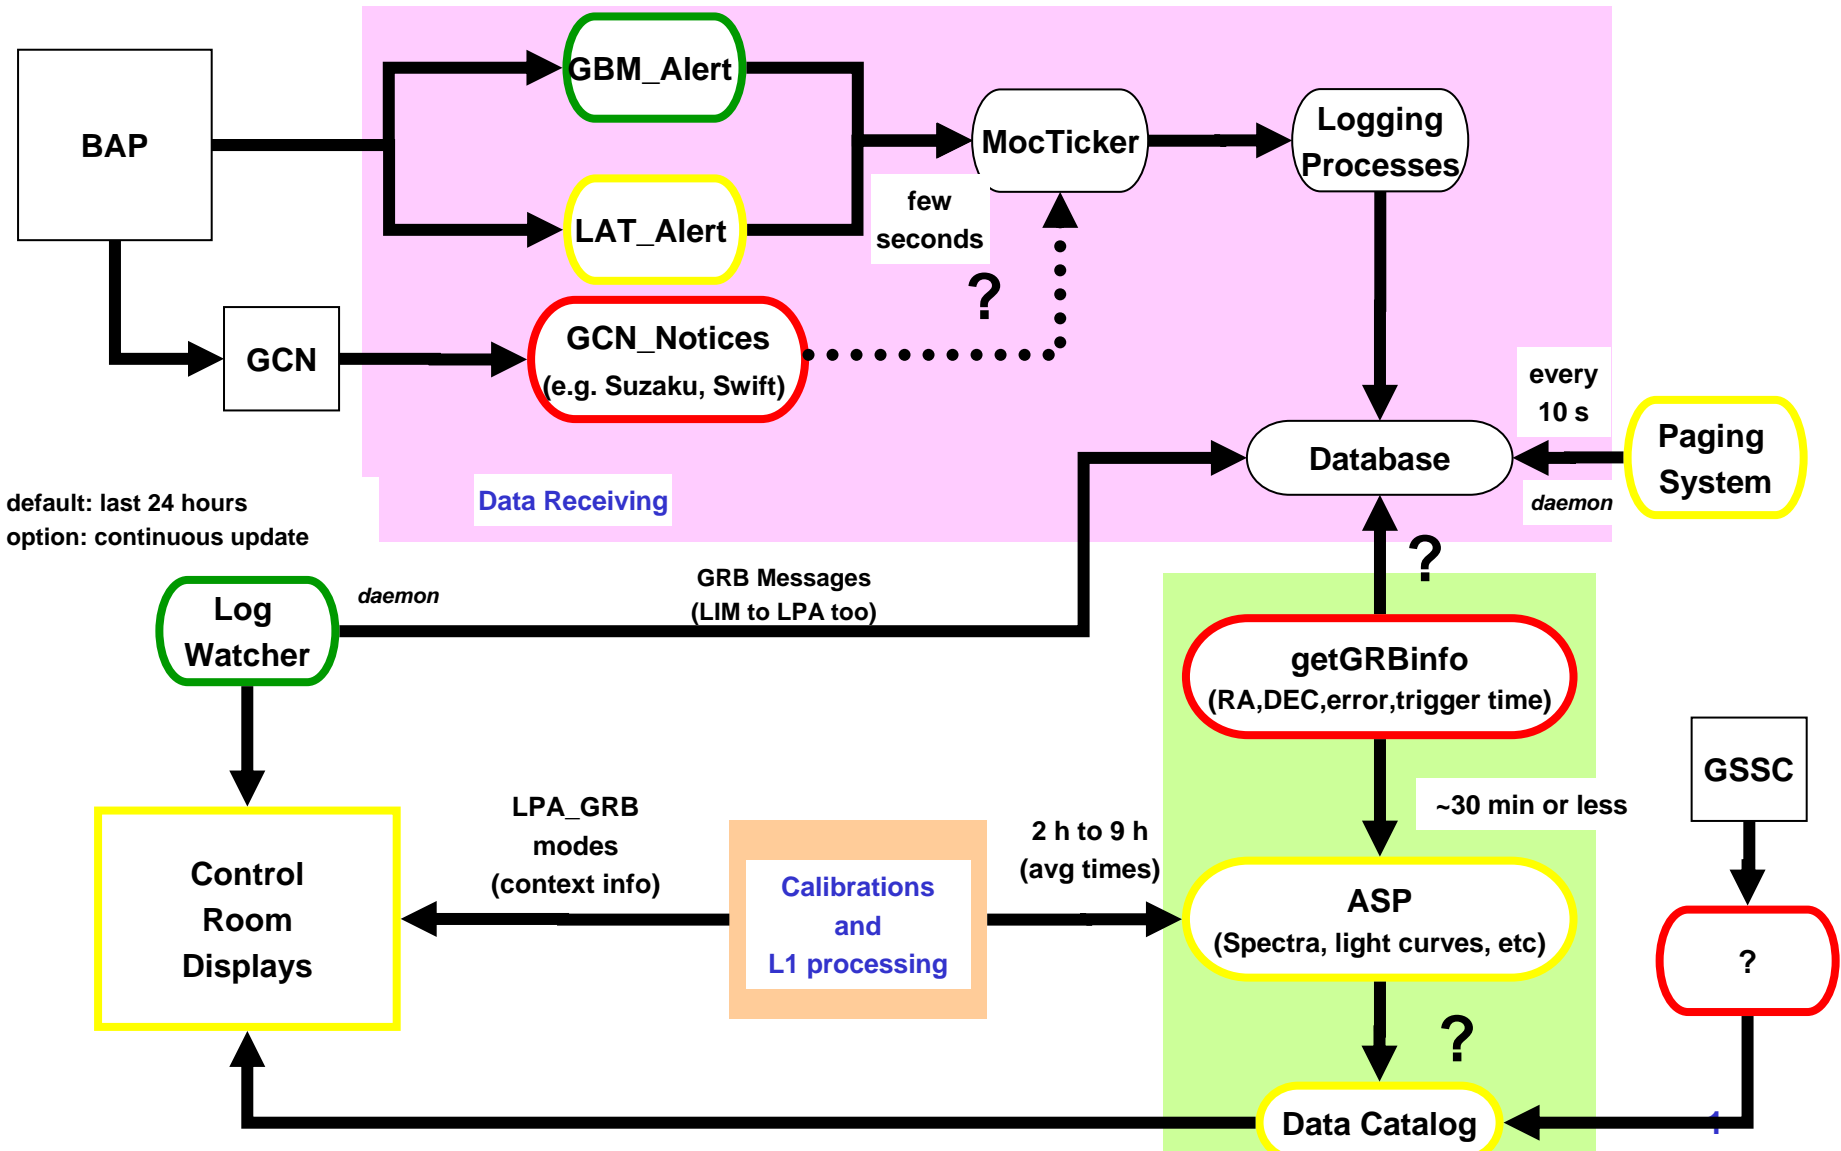 BAP
GBM_Alert
LAT_Alert
MocTicker
Logging
Processes
few
seconds
?
GCN
GCN_Notices
(e.g. Suzaku, Swift)
every
10 s
Paging
System
daemon
Database
Data Receiving
default: last 24 hours
option: continuous update
Log
Watcher
daemon
GRB Messages
(LIM to LPA too)
?
getGRBinfo
(RA,DEC,error,trigger time)
GSSC
~30 min or less
LPA_GRB
modes
(context info)
2 h to 9 h
(avg times)
Control
Room
Displays
Calibrations
and
L1 processing
ASP
(Spectra, light curves, etc)
?
?
Data Catalog
1